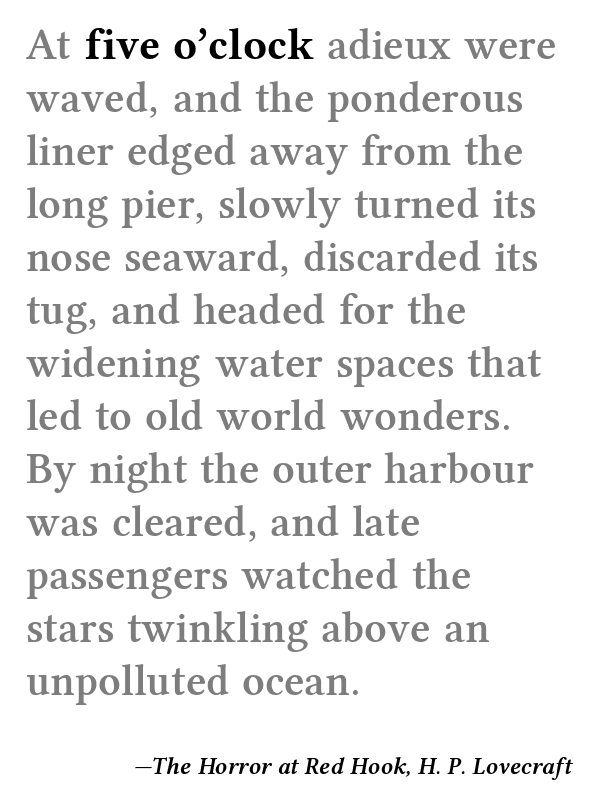 At five o’clock adieux were
waved, and the ponderous
liner edged away from the
long pier, slowly turned its
nose seaward, discarded its
tug, and headed for the
widening water spaces that
led to old world wonders.
By night the outer harbour
was cleared, and late
passengers watched the
stars twinkling above an
unpolluted ocean.
—The Horror at Red Hook, H. P. Lovecraft